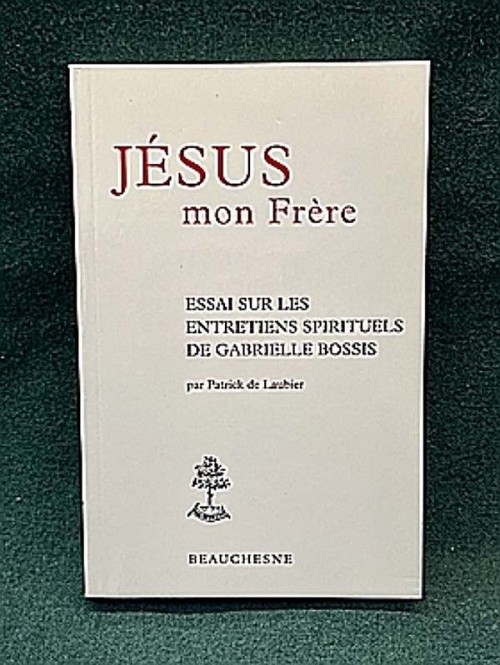 JÉSUS
mon Frère
ESSAI SUR LES
ENTRETIENS SPIRITUELS
DE GABRIELLE BOSSIS
par Patrick de Laubier
BEAUCHESNE